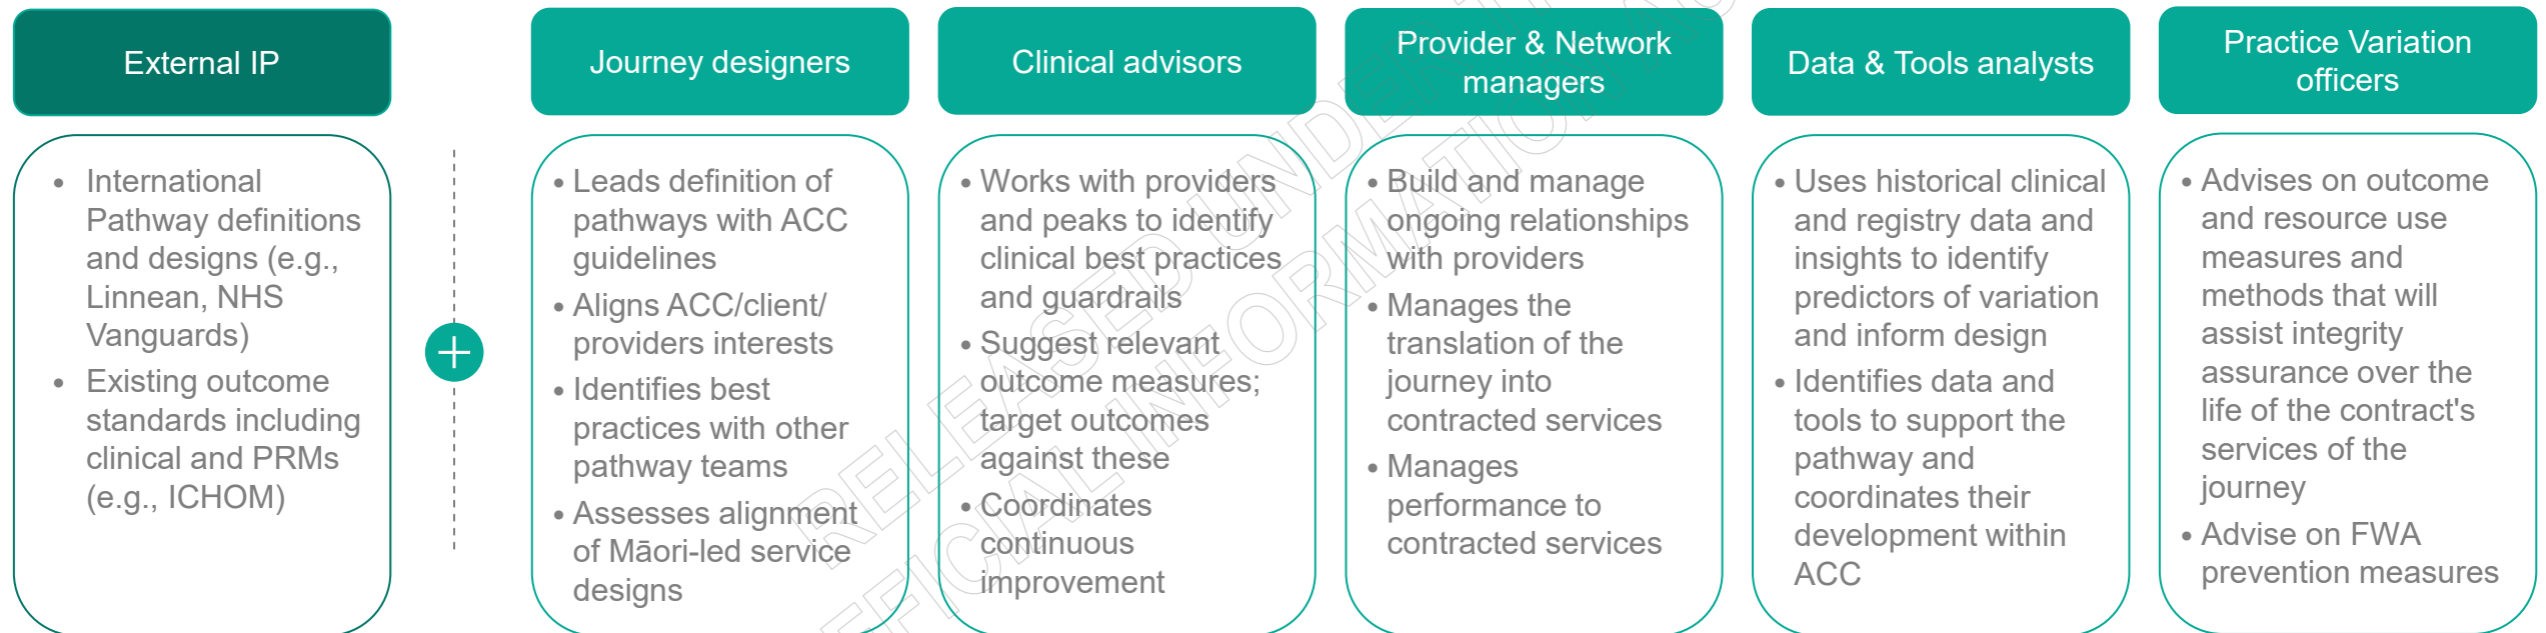 External IP
• International
Pathway definitions
and designs (e.g.,
Linnean, NHS
Vanguards)
• Existing outcome
standards including
clinical and PRMs
(e.g., ICHOM)
+
Journey designers
• Leads definition of
pathways with ACC
guidelines
• Aligns ACC/client/
providers interests
• Identifies best
practices with other
pathway teams
• Assesses alignment
of Māori-led service
designs
Clinical advisors
• Works with providers
and peaks to identify
clinical best practices
and guardrails
• Suggest relevant
outcome measures;
target outcomes
against these
• Coordinates
continuous
improvement
Provider & Network
managers
• Build and manage
ongoing relationships
with providers
• Manages the
translation of the
journey into
contracted services
• Manages
performance to
contracted services
Data & Tools analysts
• Uses historical clinical
and registry data and
insights to identify
predictors of variation
and inform design
• Identifies data and
tools to support the
pathway and
coordinates their
development within
ACC
Practice Variation
officers
• Advises on outcome
and resource use
measures and
methods that will
assist integrity
assurance over the
life of the contract's
services of the
journey
• Advise on FWA
prevention measures
RELEASED UNDER
INFORMATION